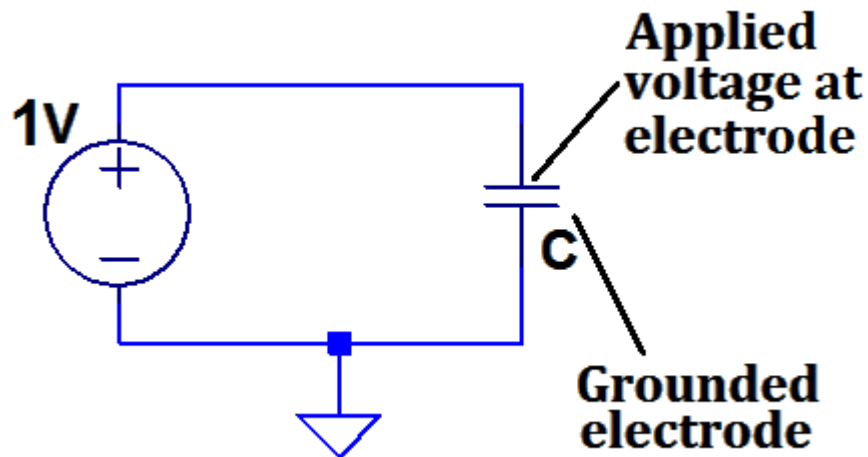 Applied
voltage at
electrode
1V
+
−
C
Grounded
electrode